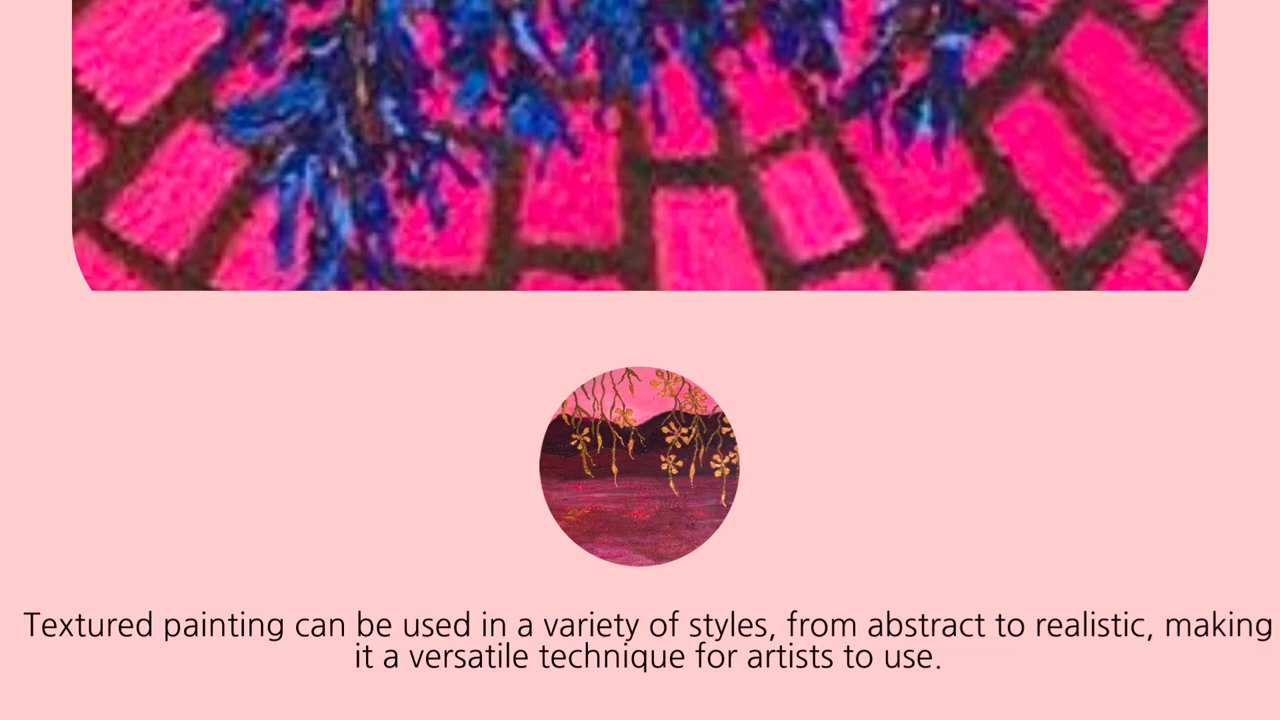 Textured painting can be used in a variety of styles, from abstract to realistic, making
it a versatile technique for artists to use.